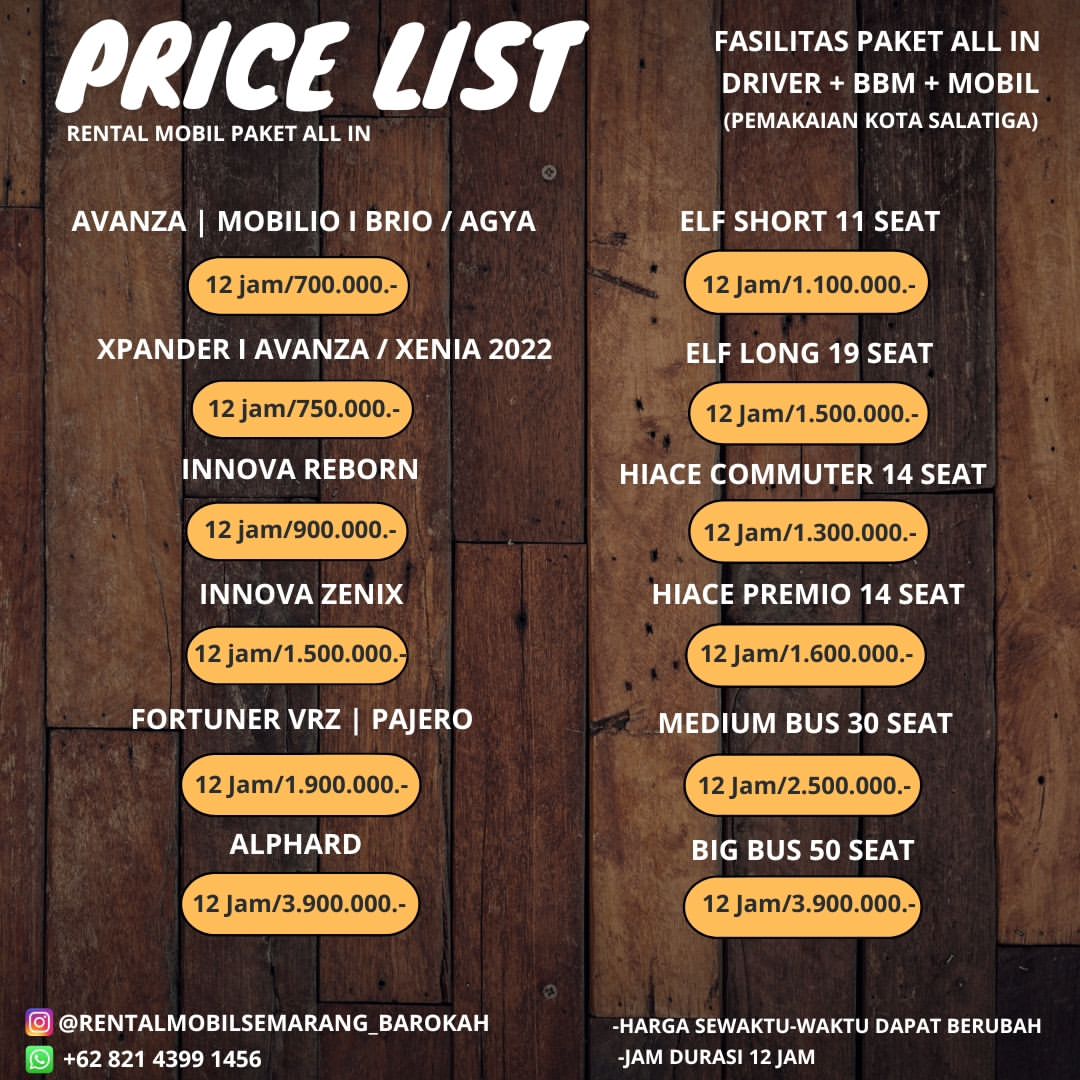 PRICE LIST
RENTAL MOBIL PAKET ALL IN
FASILITAS PAKET ALL IN
DRIVER + BBM + MOBIL
(PEMAKAIAN KOTA SALATIGA)
AVANZA | MOBILIO I BRIO / AGYA
12 jam/700.000.-
XPANDER I AVANZA / XENIA 2022
12 jam/750.000.-
INNOVA REBORN
12 jam/900.000.-
INNOVA ZENIX
12 jam/1.500.000.-
FORTUNER VRZ | PAJERO
12 Jam/1.900.000.-
ALPHARD
12 Jam/3.900.000.-
ELF SHORT 11 SEAT
12 Jam/1.100.000.-
ELF LONG 19 SEAT
12 Jam/1.500.000.-
HIACE COMMUTER 14 SEAT
12 Jam/1.300.000.-
HIACE PREMIO 14 SEAT
12 Jam/1.600.000.-
MEDIUM BUS 30 SEAT
12 Jam/2.500.000.-
BIG BUS 50 SEAT
12 Jam/3.900.000.-
@RENTALMOBILSEMARANG_BAROKAH
+62 821 4399 1456
-HARGA SEWAKTU-WAKTU DAPAT BERUBAH
-JAM DURASI 12 JAM